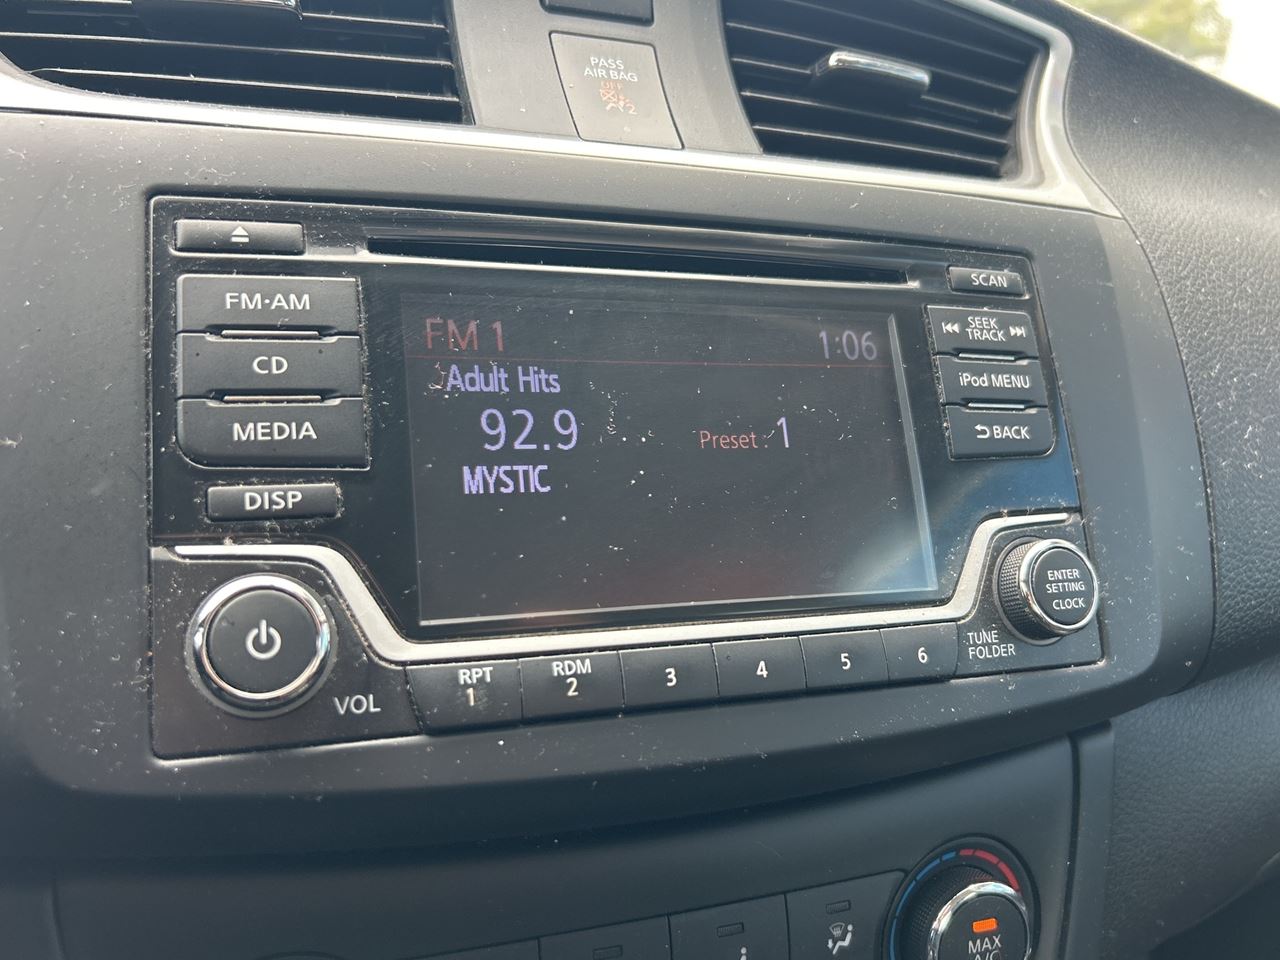 PASS
AIR BAG
OFF
2
SCAN
FM·AM
SEEK
TRACK
CD
iPod MENU
MEDIA
BACK
DISP
FM 1
1:06
Adult Hits
92.9
Preset : 1
MYSTIC
VOL
RPT
1
RDM
2
3
4
5
6
TUNE
FOLDER
ENTER
SETTING
CLOCK
MAX
A/C